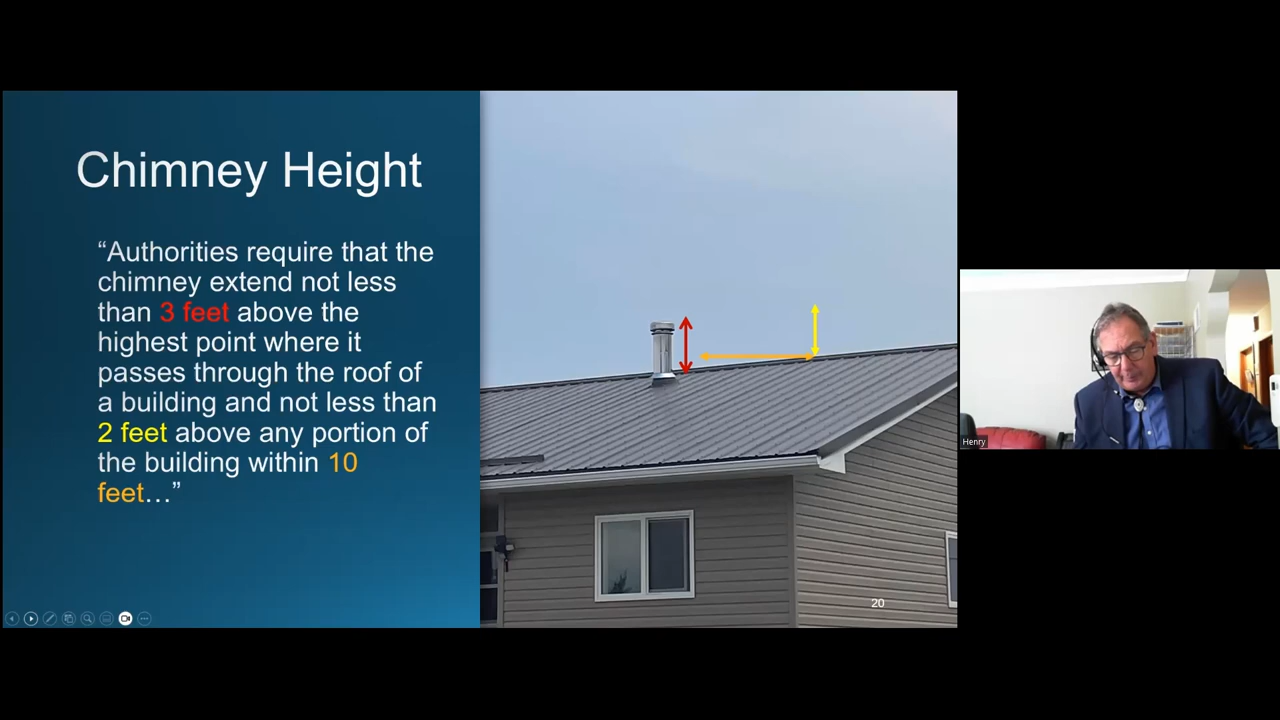 Chimney Height
“Authorities require that the
chimney extend not less
than 3 feet above the
highest point where it
passes through the roof of
a building and not less than
2 feet above any portion of
the building within 10
feet…”
20
Henry